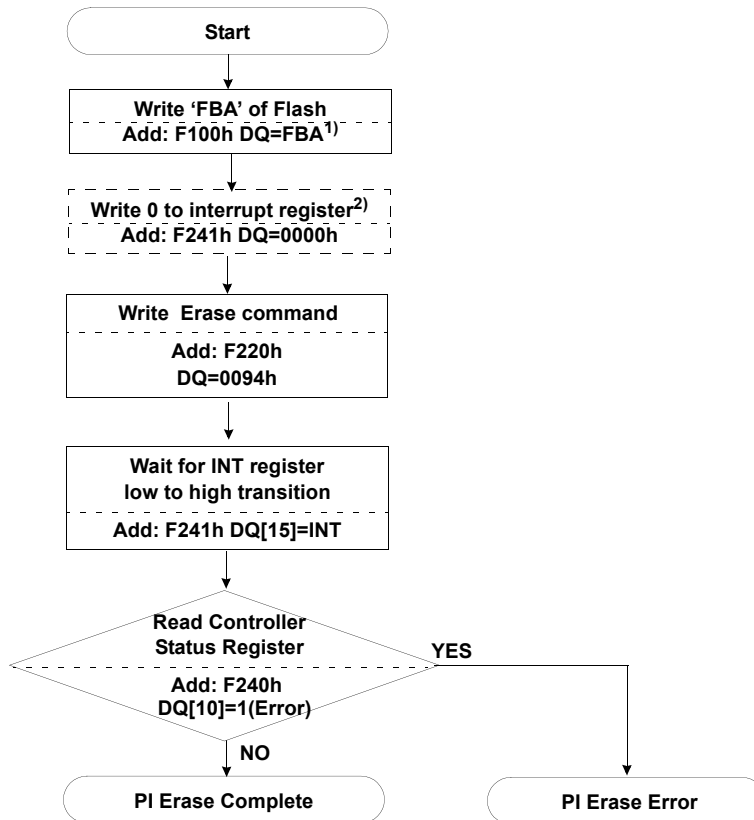 Start
Write ‘FBA’ of Flash
Add: F100h DQ=FBA1)
Write 0 to interrupt register2)
Add: F241h DQ=0000h
Write Erase command
Add: F220h
DQ=0094h
Wait for INT register
low to high transition
Add: F241h DQ[15]=INT
Read Controller
Status Register
YES
Add: F240h
DQ[10]=1(Error)
NO
PI Erase Complete
PI Erase Error